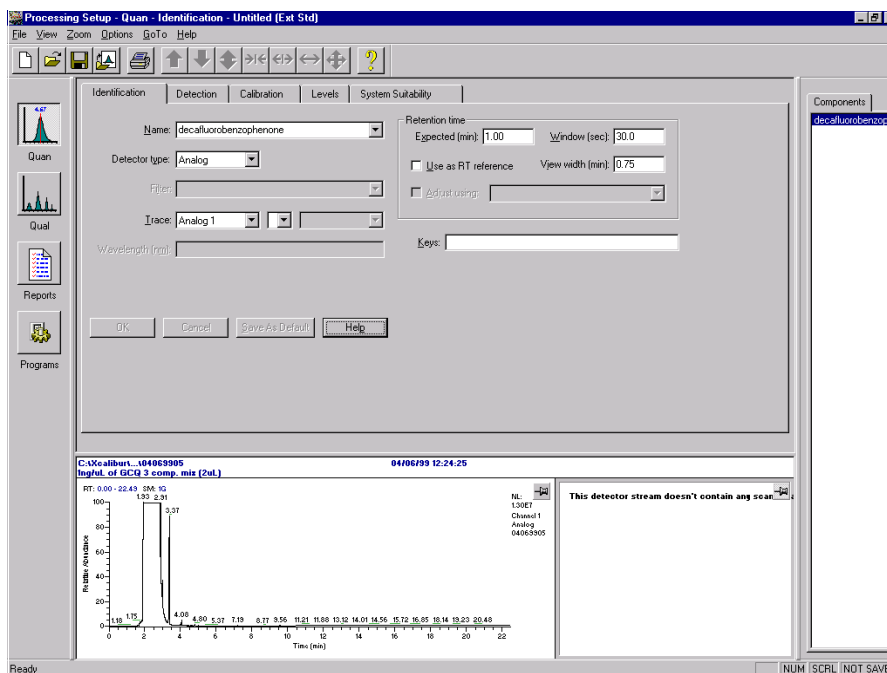 Processing Setup - Quan - Identification - Untitled (Ext Std)
File View Zoom Options GoTo Help
Identification Detection Calibration Levels System Suitability
Name: decafluorobenzophenone
Detector type: Analog
Filter:
Trace: Analog 1
Wavelength (nm):
Retention time
Expected (min): 1.00 Window (sec): 30.0
Use as RT reference View width (min): 0.75
Adjust using:
Keys:
OK Cancel Save As Default Help
4.67
Quan
Qual
Reports
Programs
Components
decafluorobenzop
C:\Xcalibur\...\04069905 04/06/99 12:24:25
1ng/uL of GCQ 3 comp. mix (2uL)
RT: 0.00 - 22.49 SM: 1G
1.93 2.91
3.37
NL:
1.30E7
Channel 1
Analog
04069905
Relative Abundance
100
80
60
40
20
0
1.18 1.75 4.08 4.80 5.37 7.19 8.77 9.56 11.21 11.88 13.12 14.01 14.56 15.72 16.85 18.14 19.23 20.48
0 2 4 6 8 10 12 14 16 18 20 22
Time (min)
This detector stream doesn't contain any scan
Ready
NUM SCRL NOT SAVE